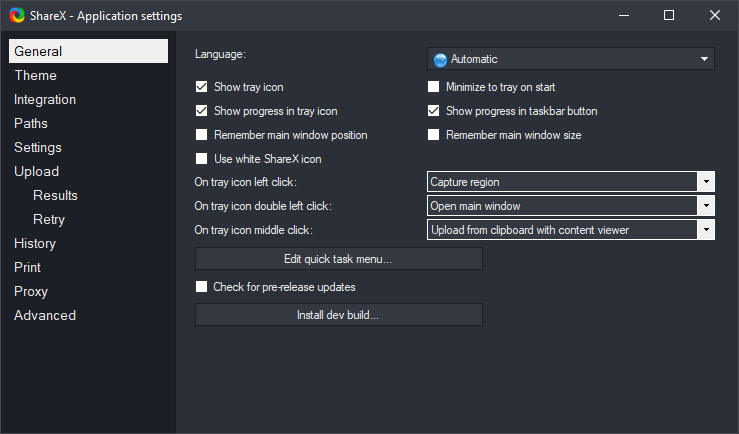 ShareX - Application settings
General
Theme
Integration
Paths
Settings
Upload
Results
Retry
History
Print
Proxy
Advanced
Language: Automatic
Show tray icon Minimize to tray on start
Show progress in tray icon Show progress in taskbar button
Remember main window position Remember main window size
Use white ShareX icon
On tray icon left click: Capture region
On tray icon double left click: Open main window
On tray icon middle click: Upload from clipboard with content viewer
Edit quick task menu...
Check for pre-release updates
Install dev build...